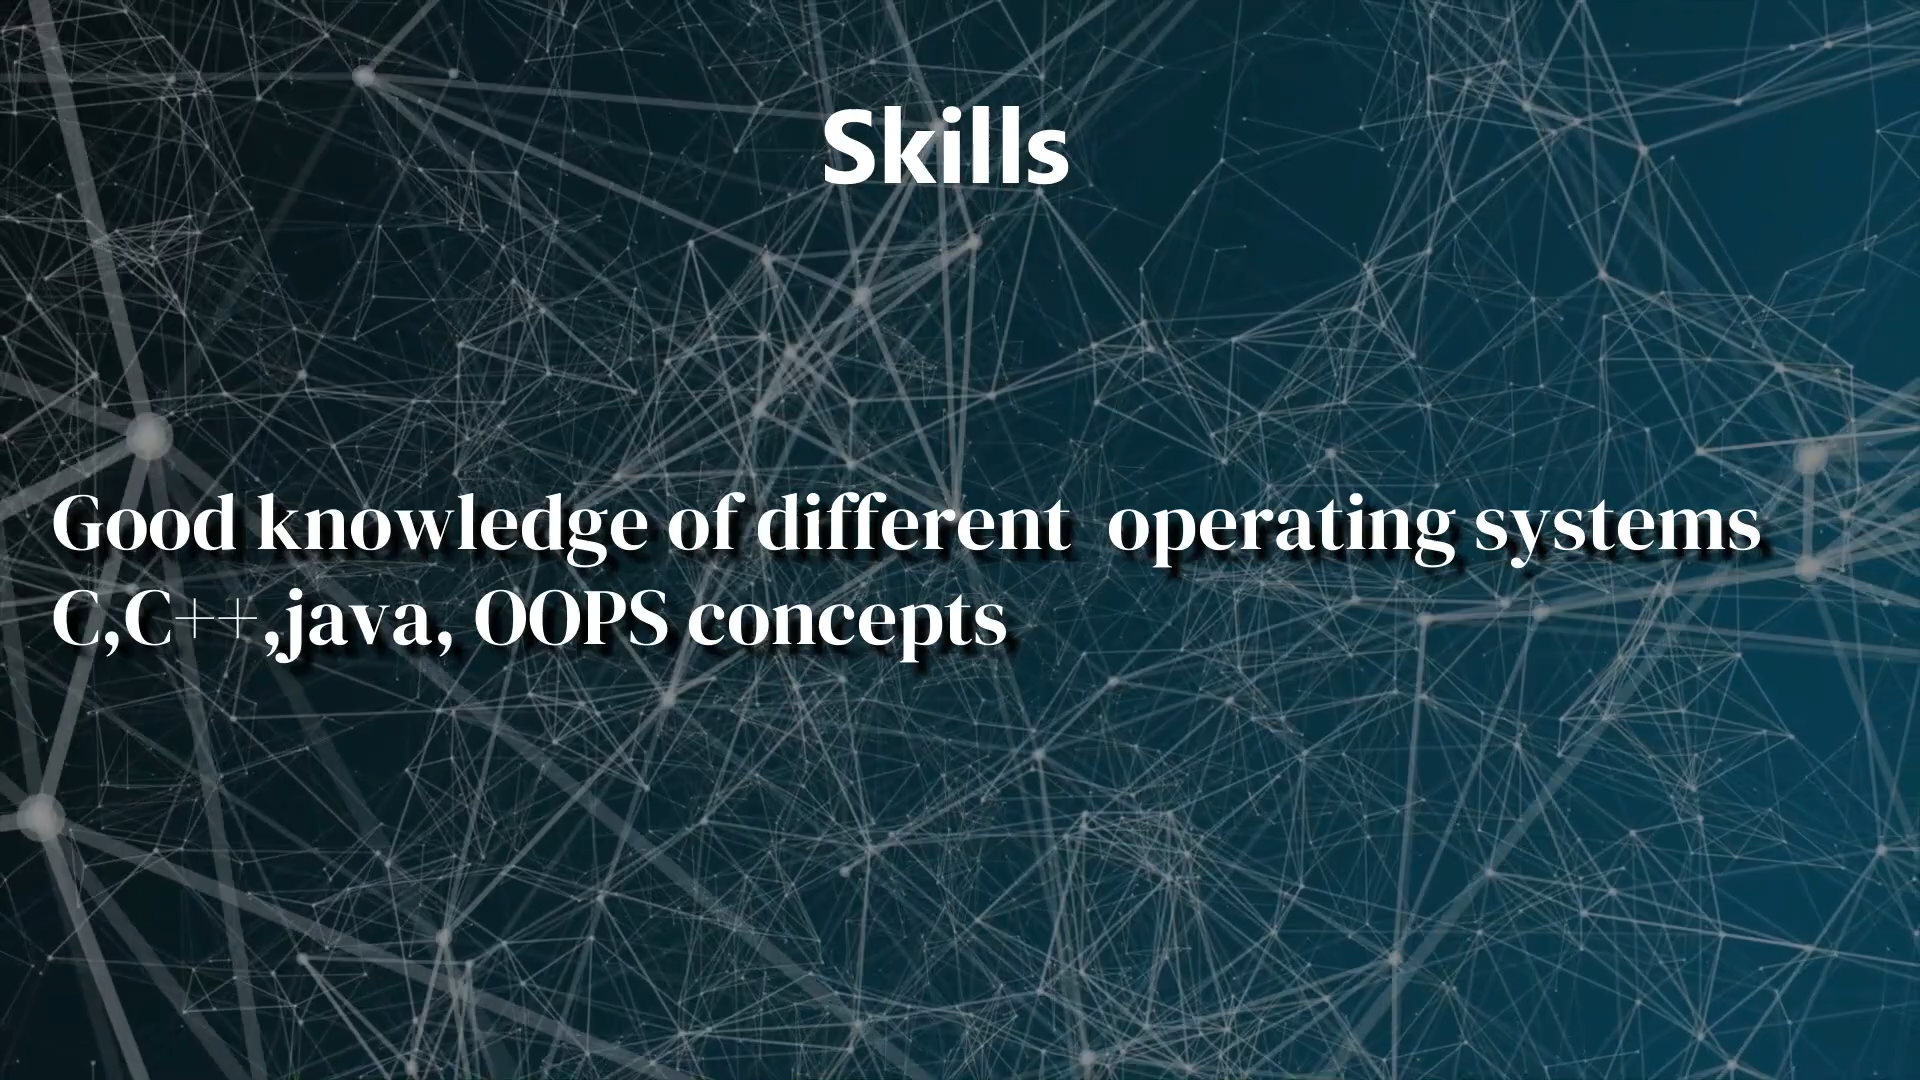 Skills
Good knowledge of different  operating systems
C,C++,java, OOPS concepts